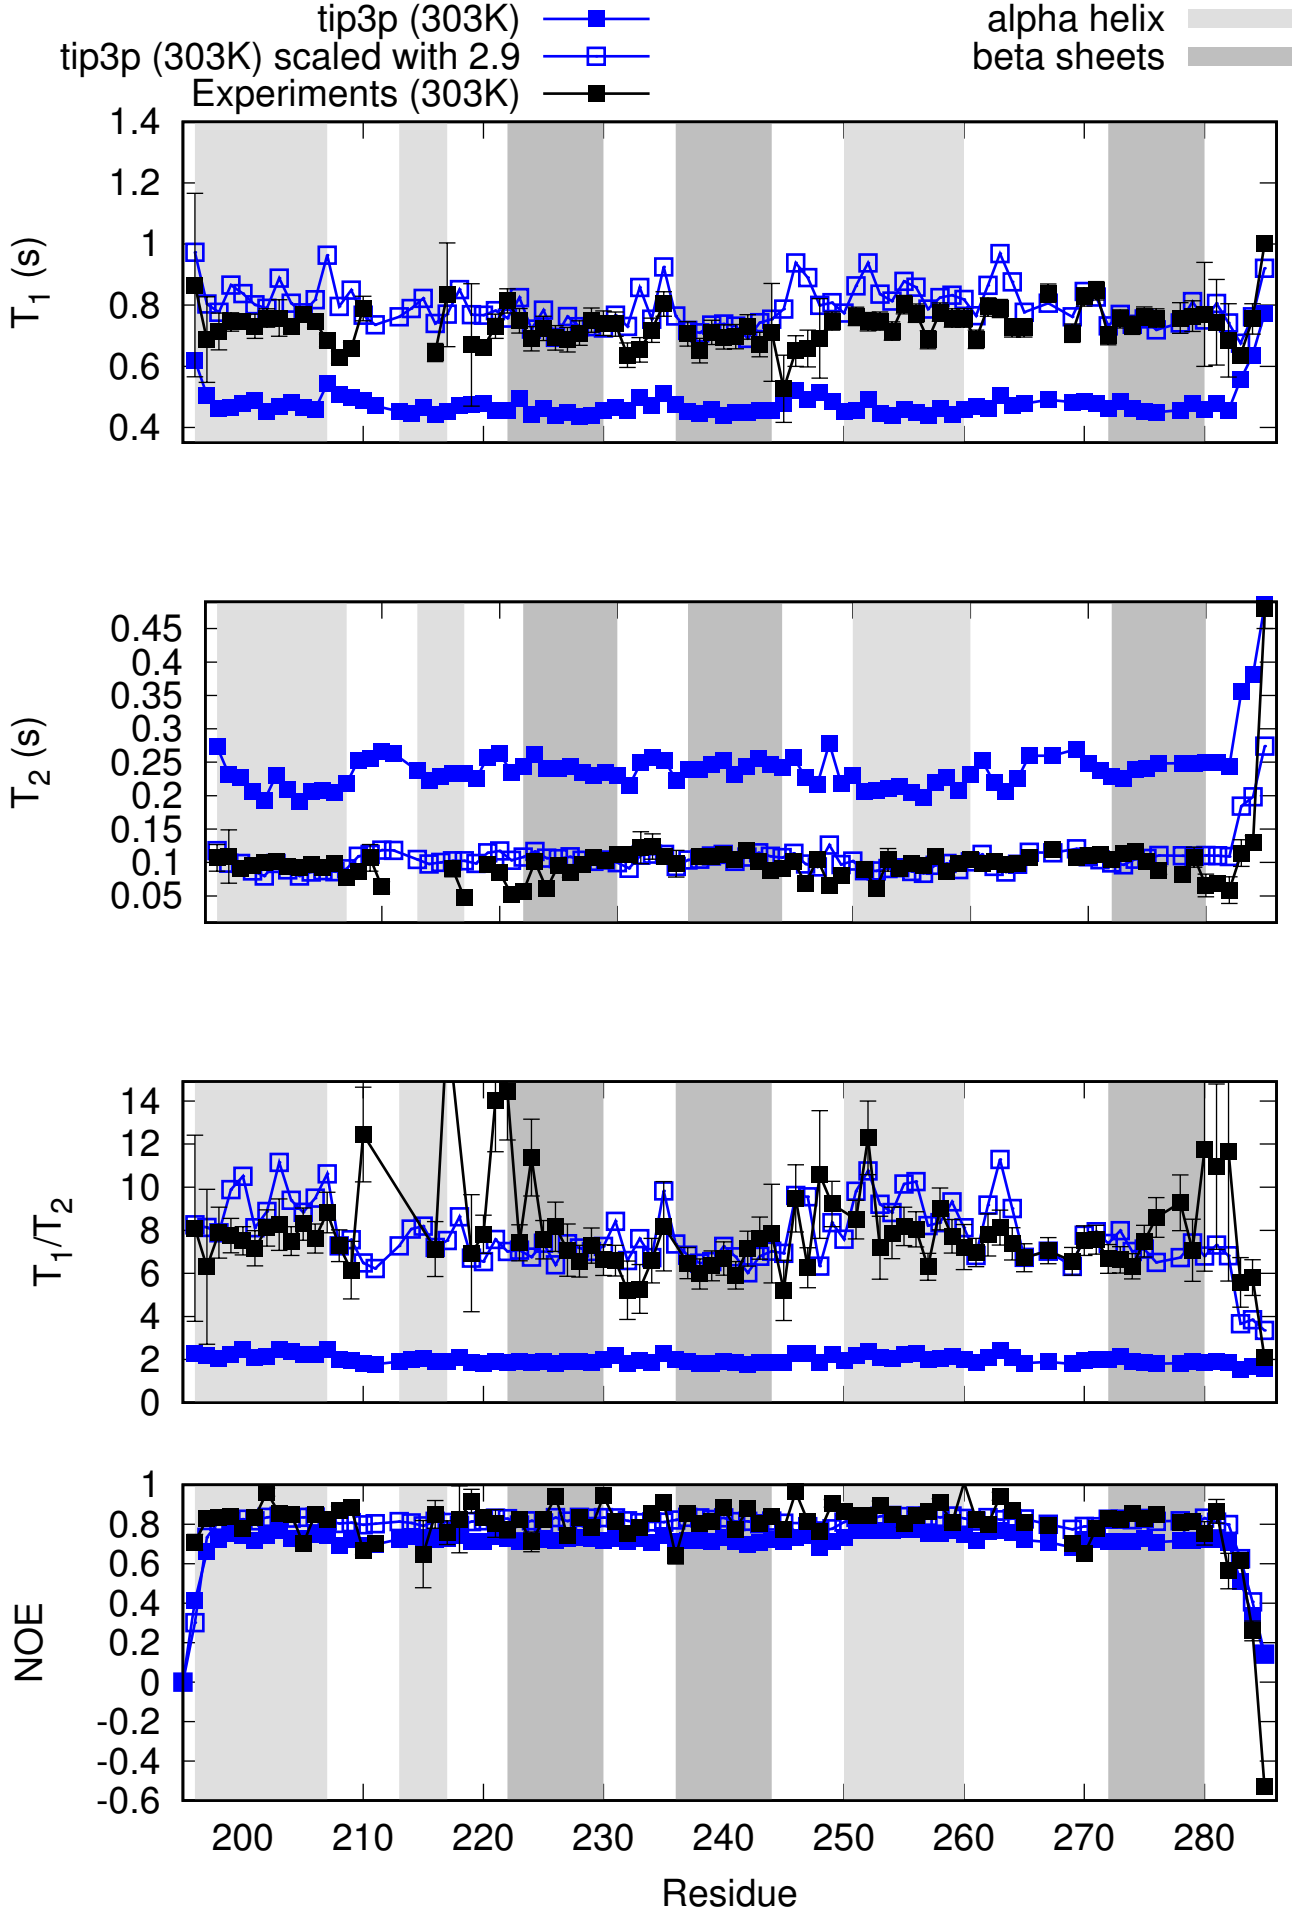 tip3p (303K)
tip3p (303K) scaled with 2.9
Experiments (303K)
alpha helix
beta sheets
T1 (s)
1.4
1.2
1
0.8
0.6
0.4
T2 (s)
0.45
0.4
0.35
0.3
0.25
0.2
0.15
0.1
0.05
T1/T2
14
12
10
8
6
4
2
0
NOE
1
0.8
0.6
0.4
0.2
0
-0.2
-0.4
-0.6
200 210 220 230 240 250 260 270 280
Residue